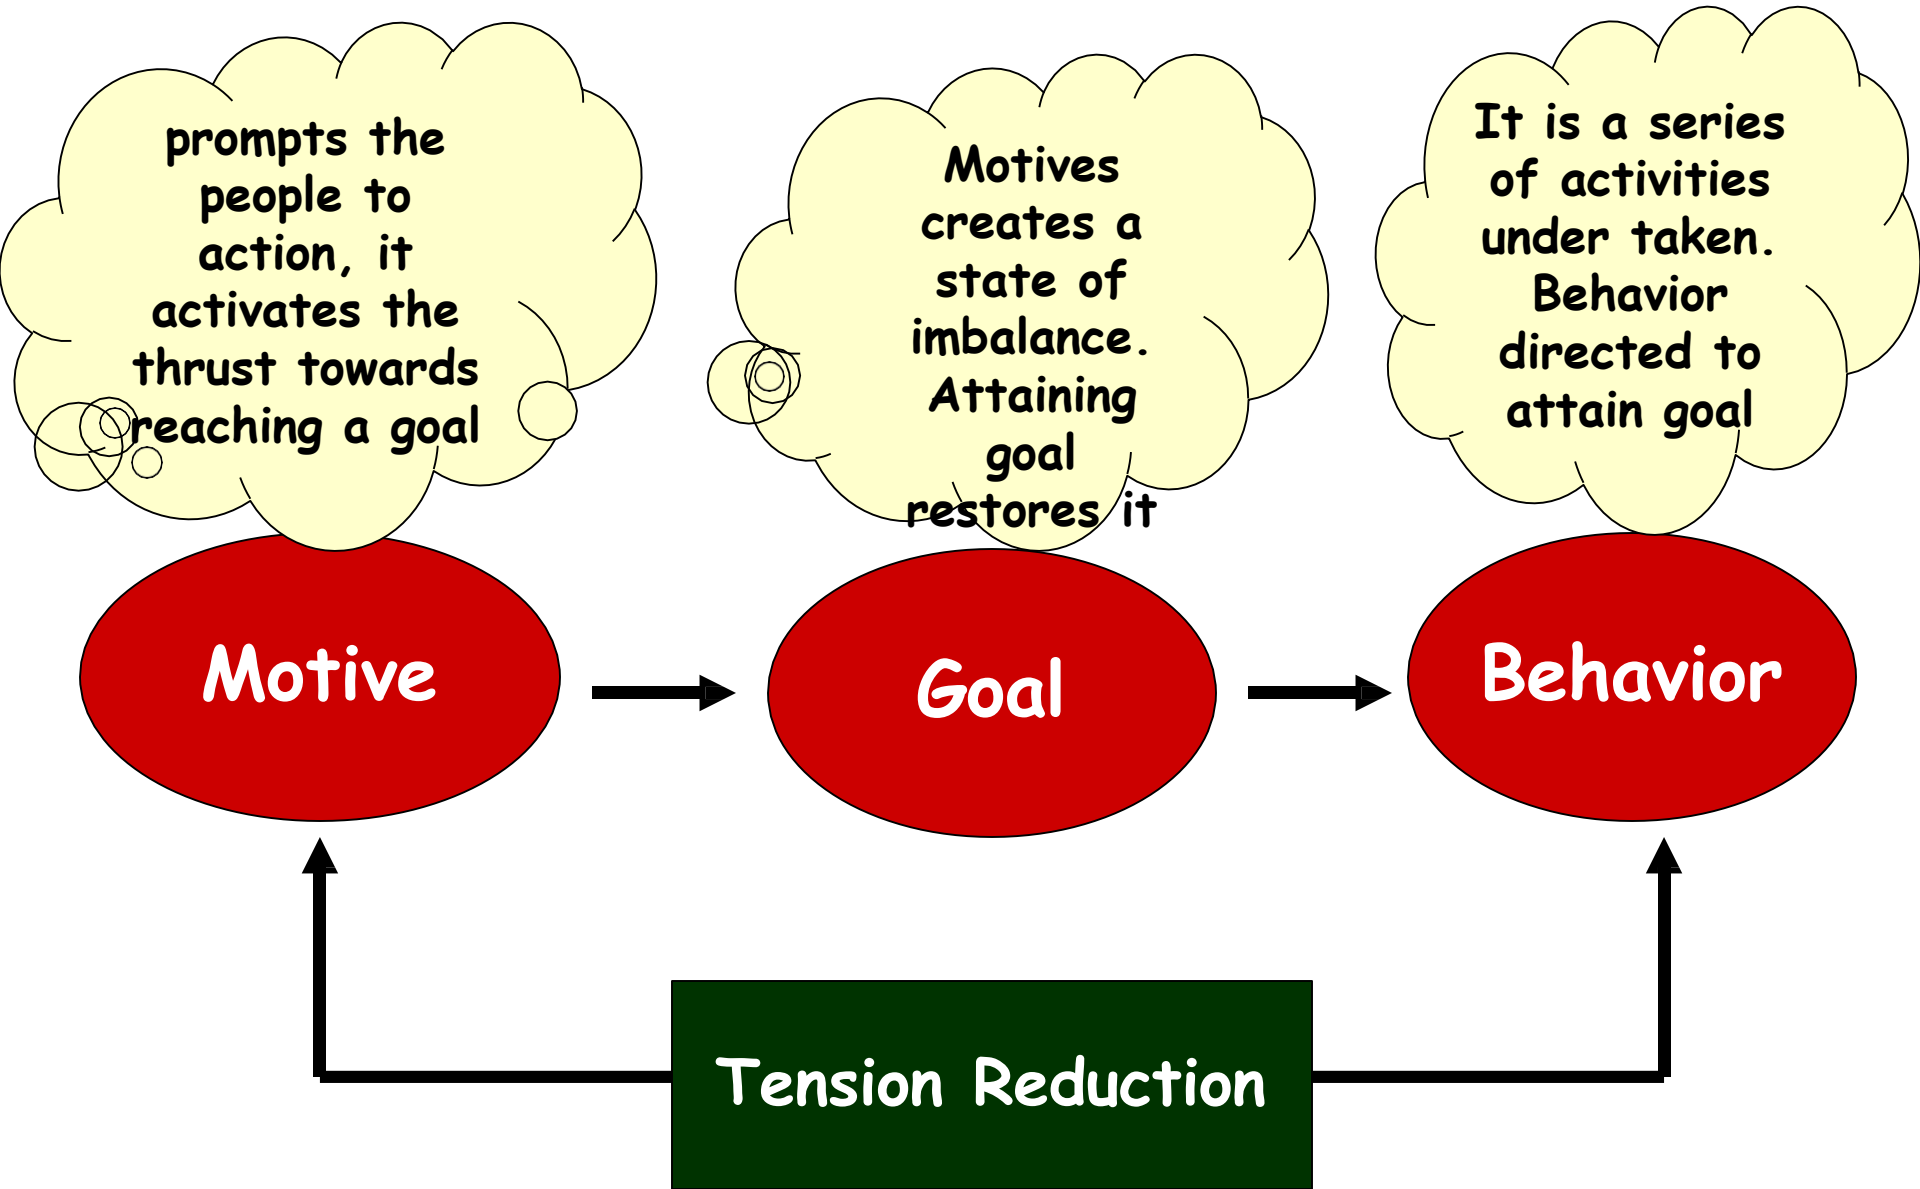 prompts the
people to
action, it
activates the
thrust towards
reaching a goal
Motives
creates a
state of
imbalance.
Attaining
goal
restores it
It is a series
of activities
under taken.
Behavior
directed to
attain goal
Motive
Goal
Behavior
Tension Reduction